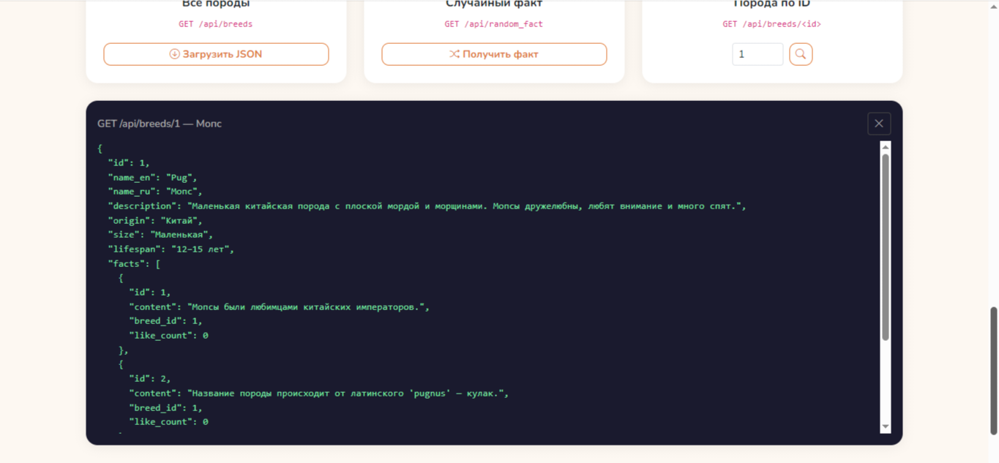 Все породы
Случайный факт
Порода по ID
GET /api/breeds
GET /api/random_fact
GET /api/breeds/<id>
Загрузить JSON
Получить факт
1
GET /api/breeds/1 — Мопс
{
"id": 1,
"name_en": "Pug",
"name_ru": "Мопс",
"description": "Маленькая китайская порода с плоской мордой и морщинами. Мопсы дружелюбны, любят внимание и много спят.",
"origin": "Китай",
"size": "Маленькая",
"lifespan": "12–15 лет",
"facts": [
{
"id": 1,
"content": "Мопсы были любимцами китайских императоров.",
"breed_id": 1,
"like_count": 0
},
{
"id": 2,
"content": "Название породы происходит от латинского 'pugnus' — кулак.",
"breed_id": 1,
"like_count": 0